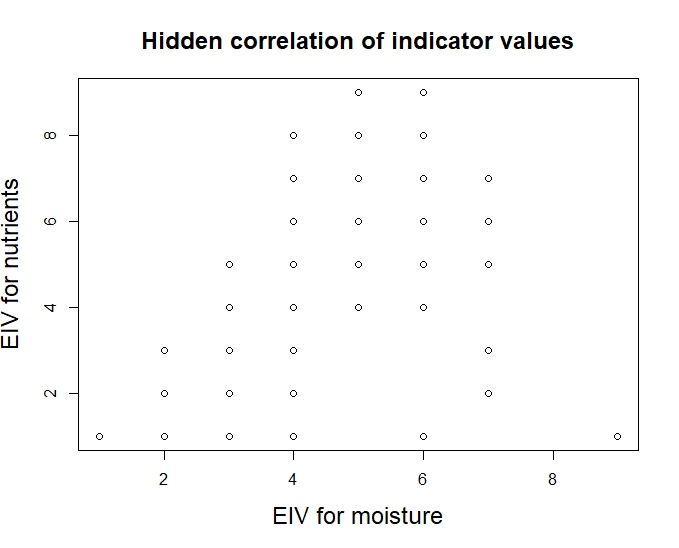 Hidden correlation of indicator values
EIV for nutrients
8
6
4
2
2 4 6 8
EIV for moisture